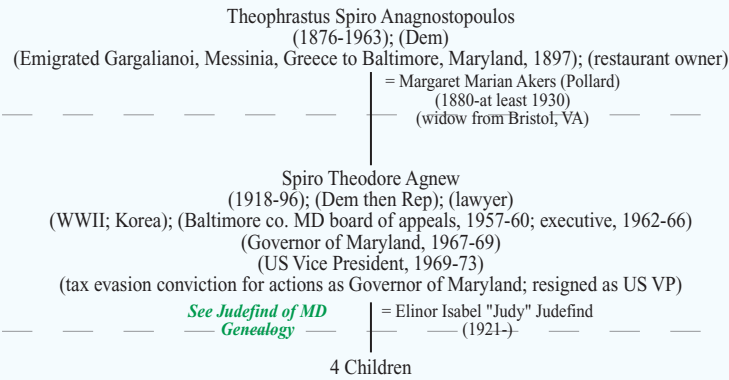 Theophrastus Spiro Anagnostopoulos
(1876-1963); (Dem)
(Emigrated Gargalianoi, Messinia, Greece to Baltimore, Maryland, 1897); (restaurant owner)
= Margaret Marian Akers (Pollard)
(1880-at least 1930)
(widow from Bristol, VA)
Spiro Theodore Agnew
(1918-96); (Dem then Rep); (lawyer)
(WWII; Korea); (Baltimore co. MD board of appeals, 1957-60; executive, 1962-66)
(Governor of Maryland, 1967-69)
(US Vice President, 1969-73)
(tax evasion conviction for actions as Governor of Maryland; resigned as US VP)
See Judefind of MD
Genealogy
= Elinor Isabel "Judy" Judefind
(1921-)
4 Children